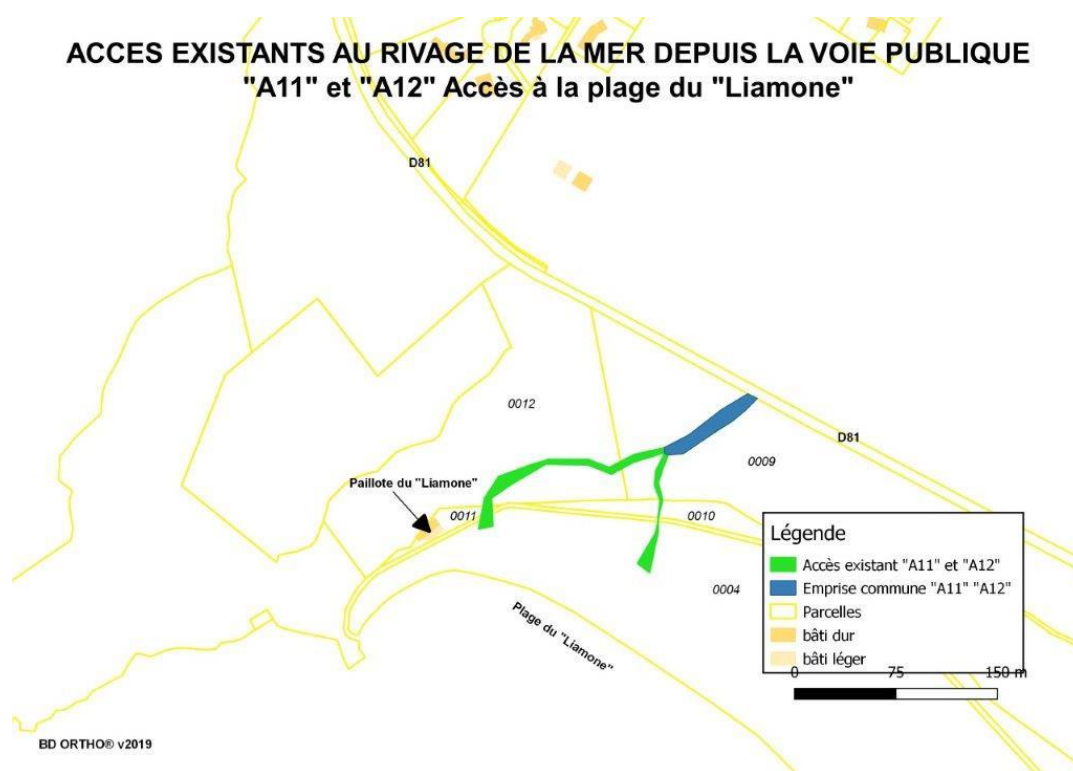 ACCES EXISTANTS AU RIVAGE DE LA MER DEPUIS LA VOIE PUBLIQUE
"A11" et "A12" Accès à la plage du "Liamone"
D81
0012
D81
0009
Paillote du "Liamone"
0011
0010
0004
Plage du "Liamone"
Légende
Accès existant "A11" et "A12"
Emprise commune "A11" "A12"
Parcelles
bâti dur
bâti léger
0 75 150 m
BD ORTHO® v2019